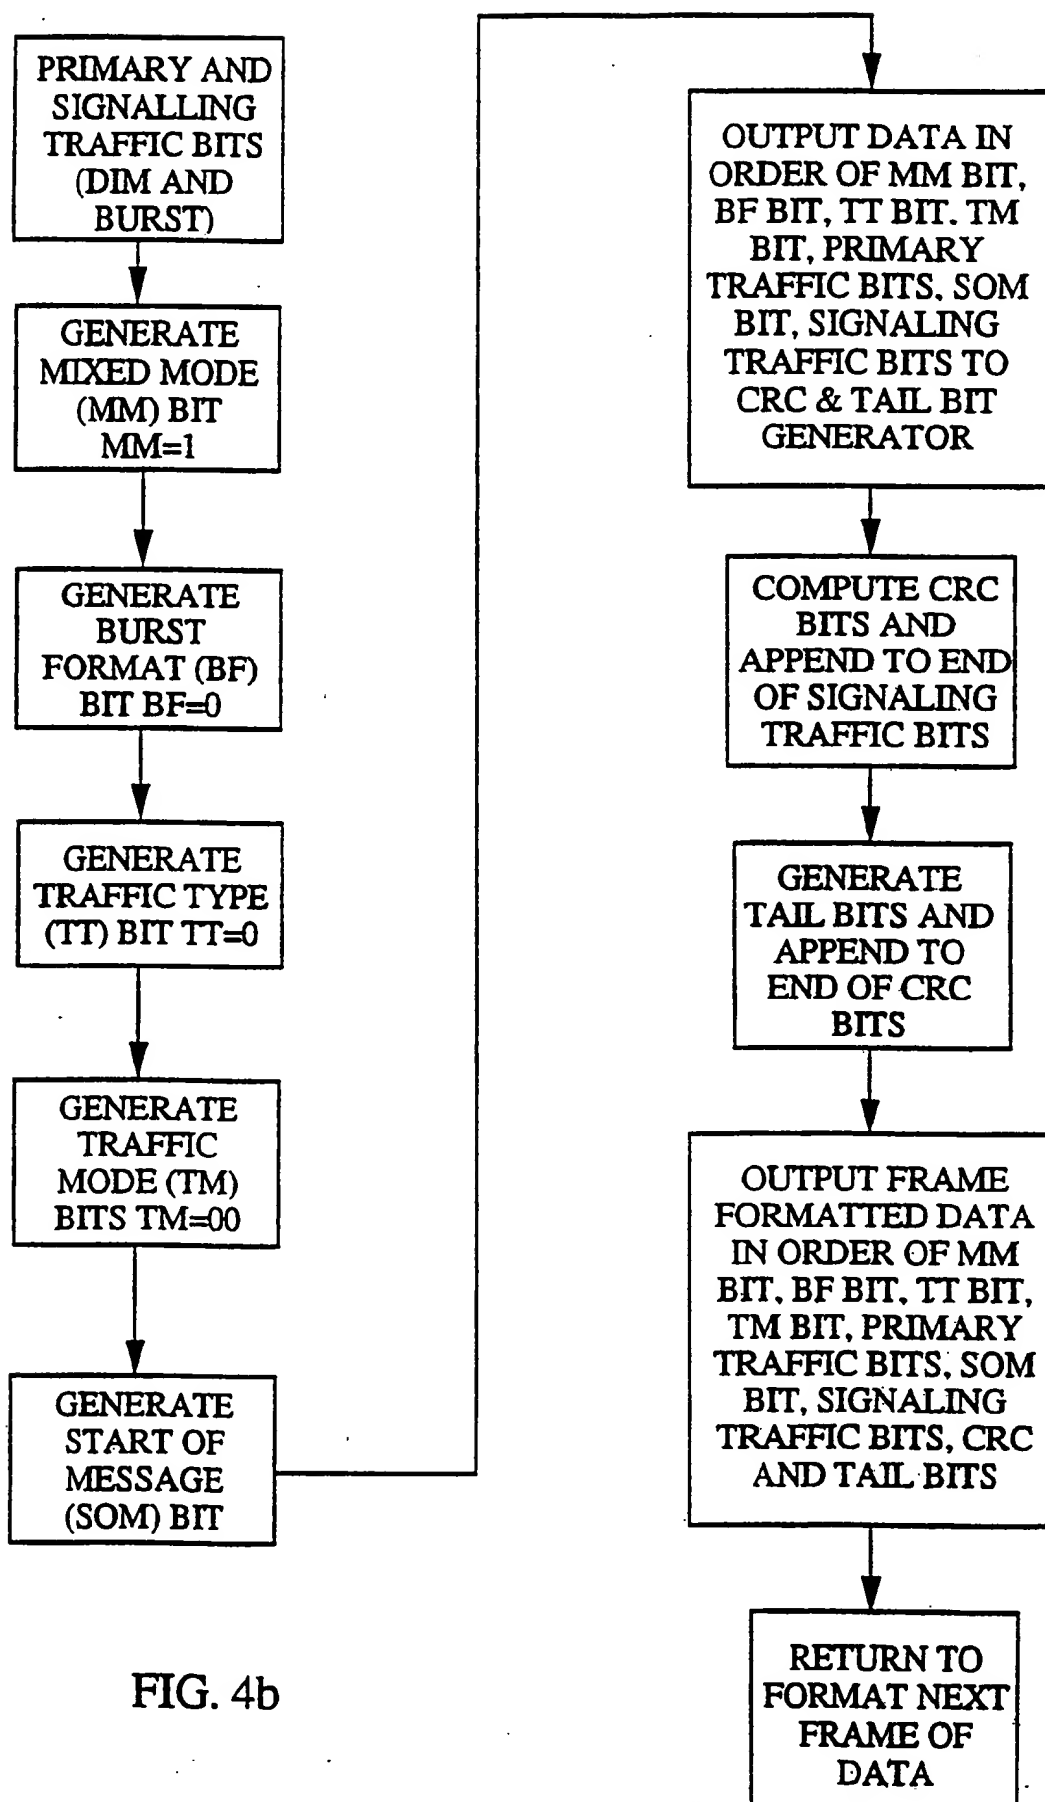 PRIMARY AND
SIGNALLING
TRAFFIC BITS
(DIM AND
BURST)
GENERATE
MIXED MODE
(MM) BIT
MM=1
GENERATE
BURST
FORMAT (BF)
BIT BF=0
GENERATE
TRAFFIC TYPE
(TT) BIT TT=0
GENERATE
TRAFFIC
MODE (TM)
BITS TM=00
GENERATE
START OF
MESSAGE
(SOM) BIT
OUTPUT DATA IN
ORDER OF MM BIT,
BF BIT, TT BIT. TM
BIT, PRIMARY
TRAFFIC BITS, SOM
BIT, SIGNALING
TRAFFIC BITS TO
CRC & TAIL BIT
GENERATOR
COMPUTE CRC
BITS AND
APPEND TO END
OF SIGNALING
TRAFFIC BITS
GENERATE
TAIL BITS AND
APPEND TO
END OF CRC
BITS
OUTPUT FRAME
FORMATTED DATA
IN ORDER OF MM
BIT, BF BIT, TT BIT,
TM BIT, PRIMARY
TRAFFIC BITS, SOM
BIT, SIGNALING
TRAFFIC BITS, CRC
AND TAIL BITS
RETURN TO
FORMAT NEXT
FRAME OF
DATA
FIG. 4b